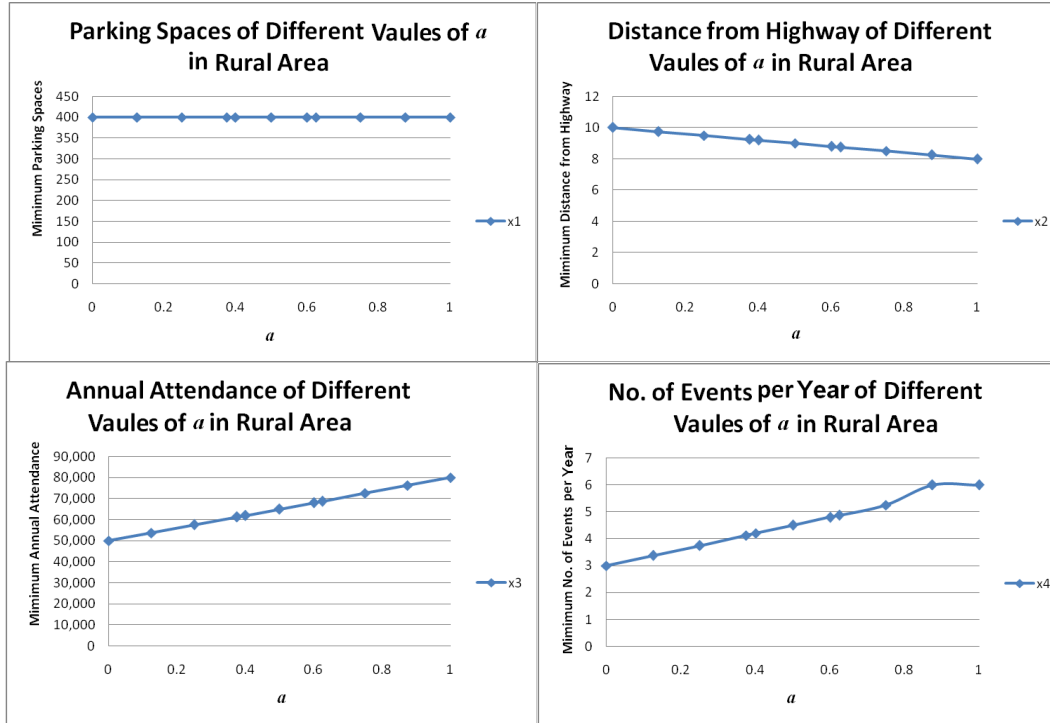 Parking Spaces of Different Vaules of a
in Rural Area
Mimimum Parking Spaces
450
400
350
300
250
200
150
100
50
0
0 0.2 0.4 0.6 0.8 1
a
x1
Distance from Highway of Different
Vaules of a in Rural Area
Mimimum Distance from Highway
12
10
8
6
4
2
0
0 0.2 0.4 0.6 0.8 1
a
x2
Annual Attendance of Different
Vaules of a in Rural Area
Mimimum Annual Attendance
90,000
80,000
70,000
60,000
50,000
40,000
30,000
20,000
10,000
0
0 0.2 0.4 0.6 0.8 1
a
x3
No. of Events per Year of Different
Vaules of a in Rural Area
Mimimum No. of Events per Year
7
6
5
4
3
2
1
0
0 0.2 0.4 0.6 0.8 1
a
x4